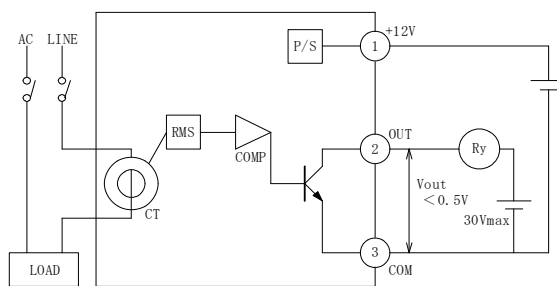 +12V
P/S
1
AC LINE
RMS
COMP
OUT
2
Ry
Vout
<0.5V
30Vmax
CT
3
COM
LOAD